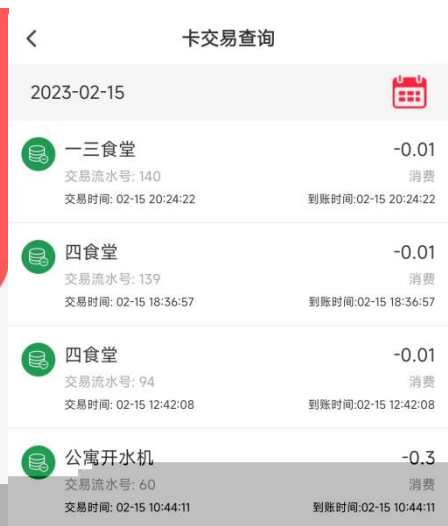 卡交易查询
2023-02-15
一三食堂 -0.01
交易流水号: 140 消费
交易时间: 02-15 20:24:22 到账时间:02-15 20:24:22
四食堂 -0.01
交易流水号: 139 消费
交易时间: 02-15 18:36:57 到账时间:02-15 18:36:57
四食堂 -0.01
交易流水号: 94 消费
交易时间: 02-15 12:42:08 到账时间:02-15 12:42:08
公寓开水机 -0.3
交易流水号: 60 消费
交易时间: 02-15 10:44:11 到账时间:02-15 10:44:11